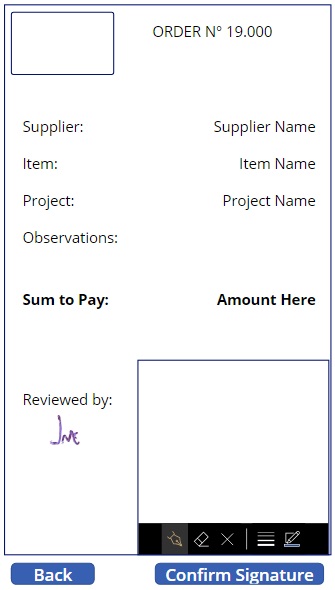 ORDER Nº 19.000
Supplier: Supplier Name
Item: Item Name
Project: Project Name
Observations:
Sum to Pay: Amount Here
Reviewed by:
Back Confirm Signature